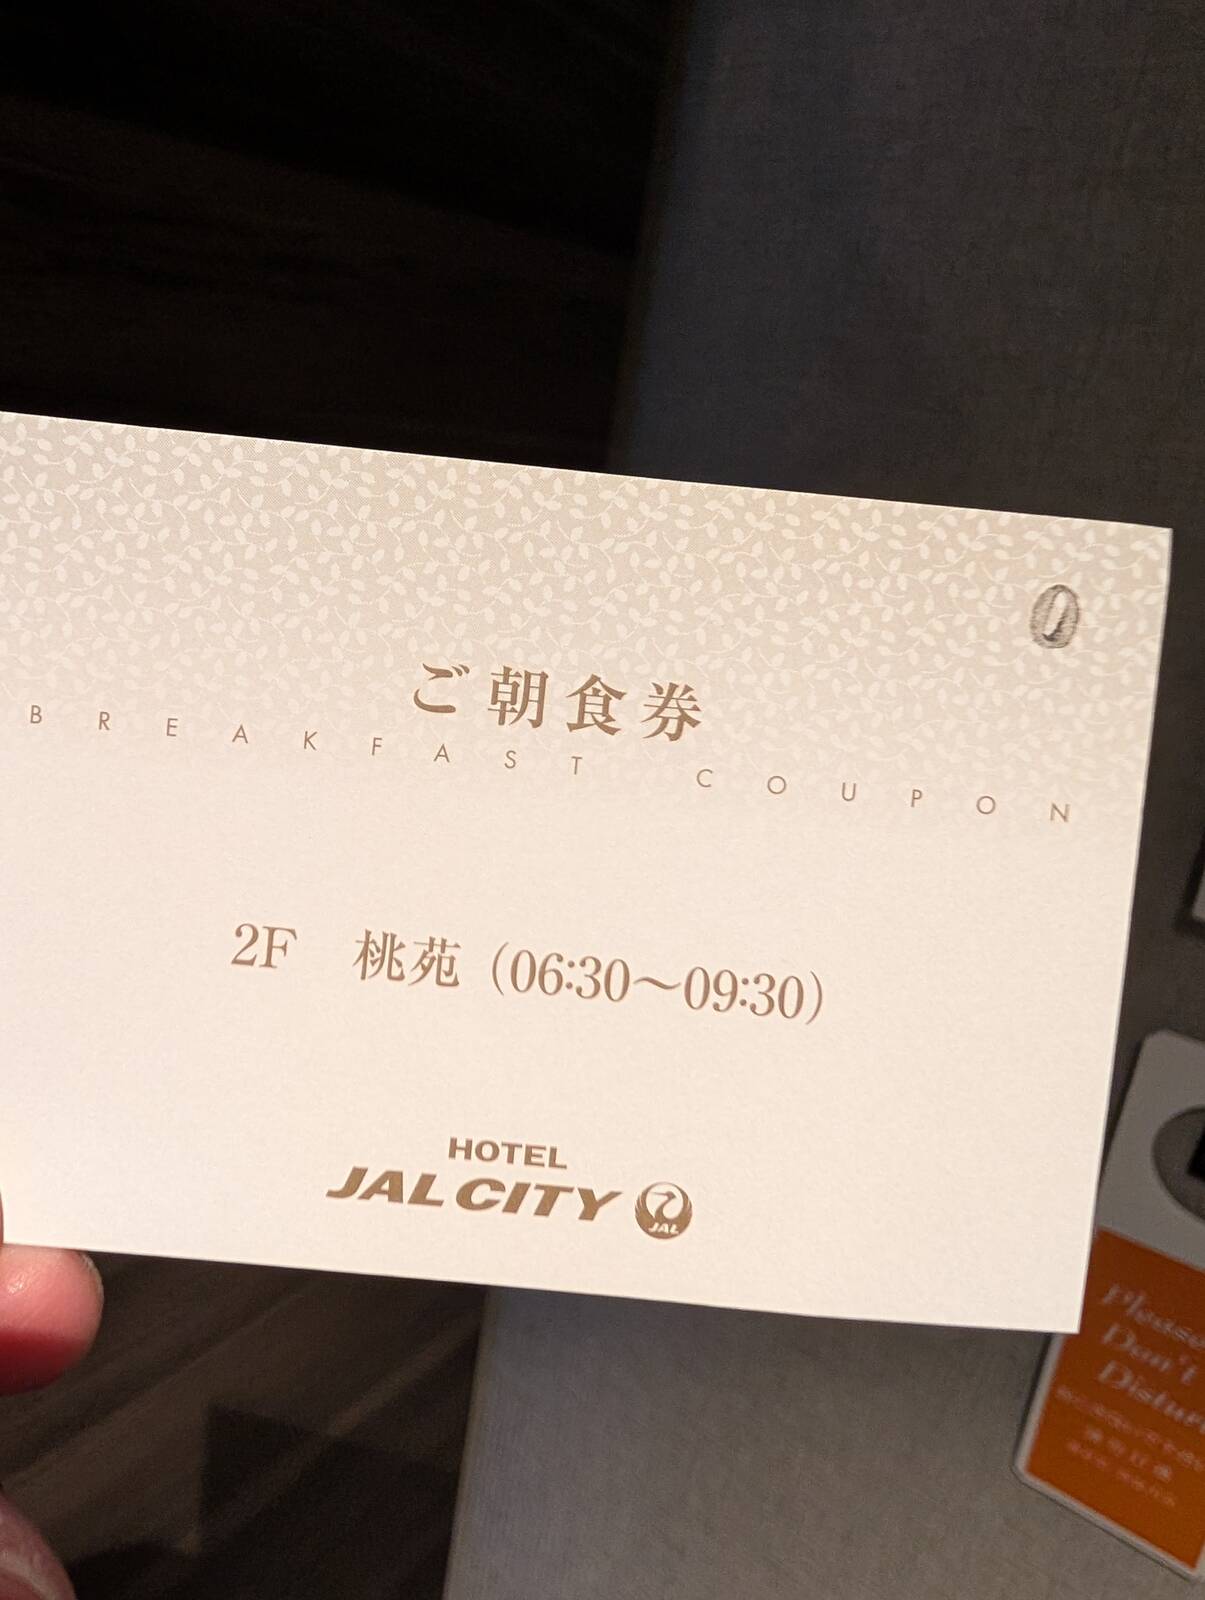 0
ご朝食券
BREAKFAST COUPON
2F 桃苑（06:30～09:30）
HOTEL
JAL CITY
JAL
Please
Don't